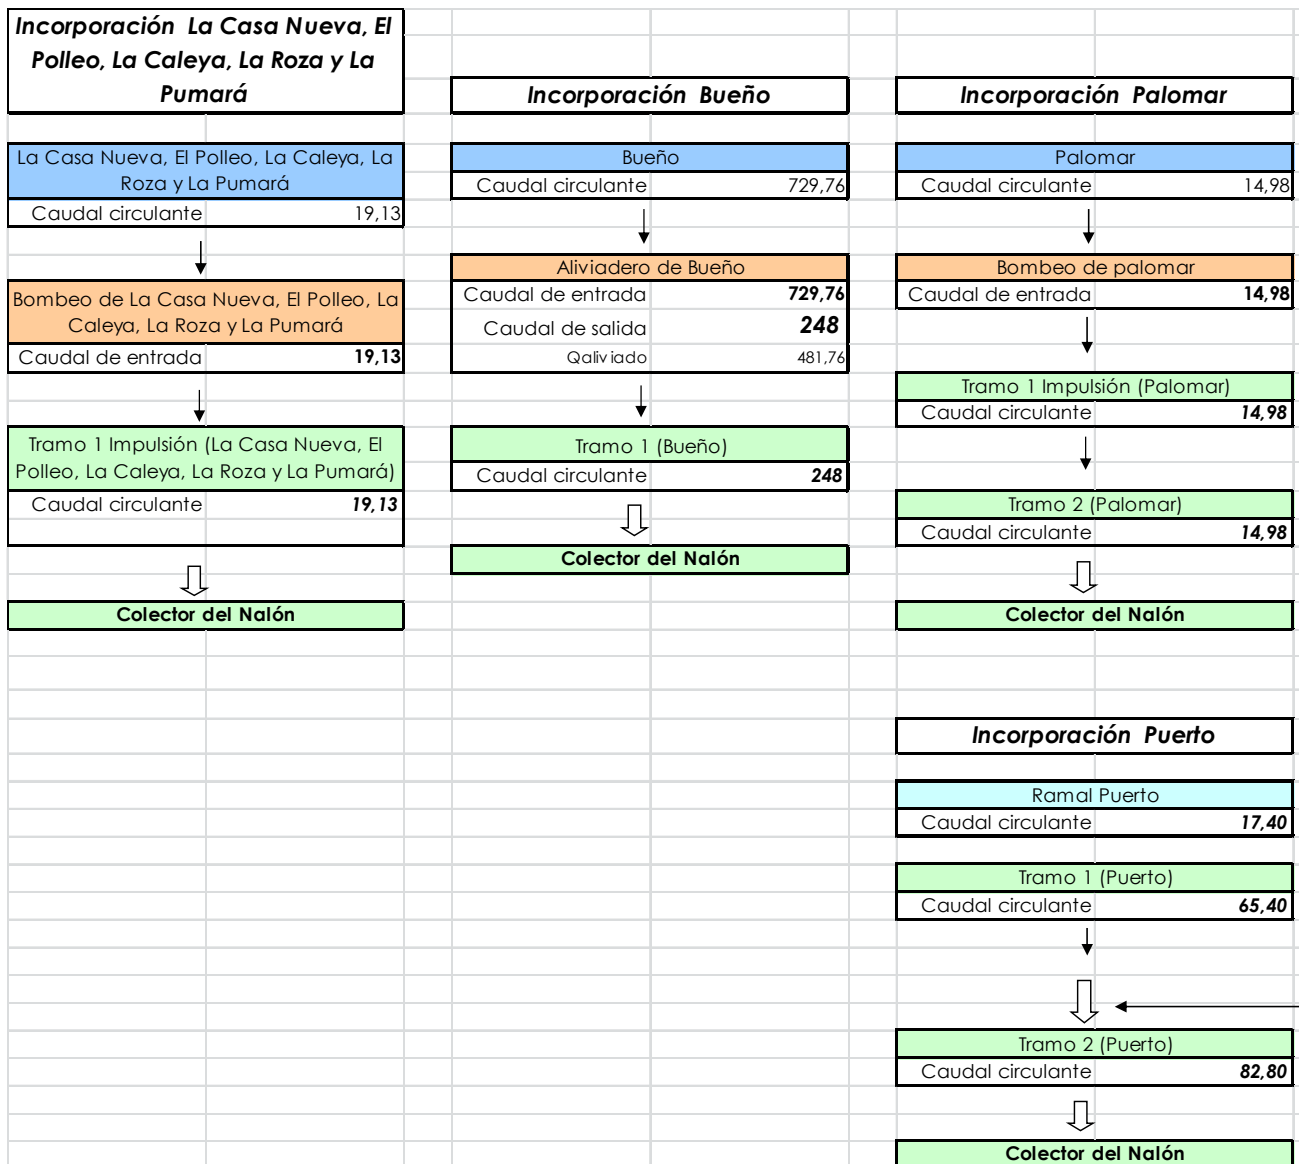 Incorporación La Casa Nueva, El
Polleo, La Caleya, La Roza y La
Pumará
La Casa Nueva, El Polleo, La Caleya, La
Roza y La Pumará
Caudal circulante 19,13
Bombeo de La Casa Nueva, El Polleo, La
Caleya, La Roza y La Pumará
Caudal de entrada 19,13
Tramo 1 Impulsión (La Casa Nueva, El
Polleo, La Caleya, La Roza y La Pumará)
Caudal circulante 19,13
Colector del Nalón
Incorporación Bueño
Bueño
Caudal circulante 729,76
Aliviadero de Bueño
Caudal de entrada 729,76
Caudal de salida 248
Qaliviado 481,76
Tramo 1 (Bueño)
Caudal circulante 248
Colector del Nalón
Incorporación Palomar
Palomar
Caudal circulante 14,98
Bombeo de palomar
Caudal de entrada 14,98
Tramo 1 Impulsión (Palomar)
Caudal circulante 14,98
Tramo 2 (Palomar)
Caudal circulante 14,98
Colector del Nalón
Incorporación Puerto
Ramal Puerto
Caudal circulante 17,40
Tramo 1 (Puerto)
Caudal circulante 65,40
Tramo 2 (Puerto)
Caudal circulante 82,80
Colector del Nalón